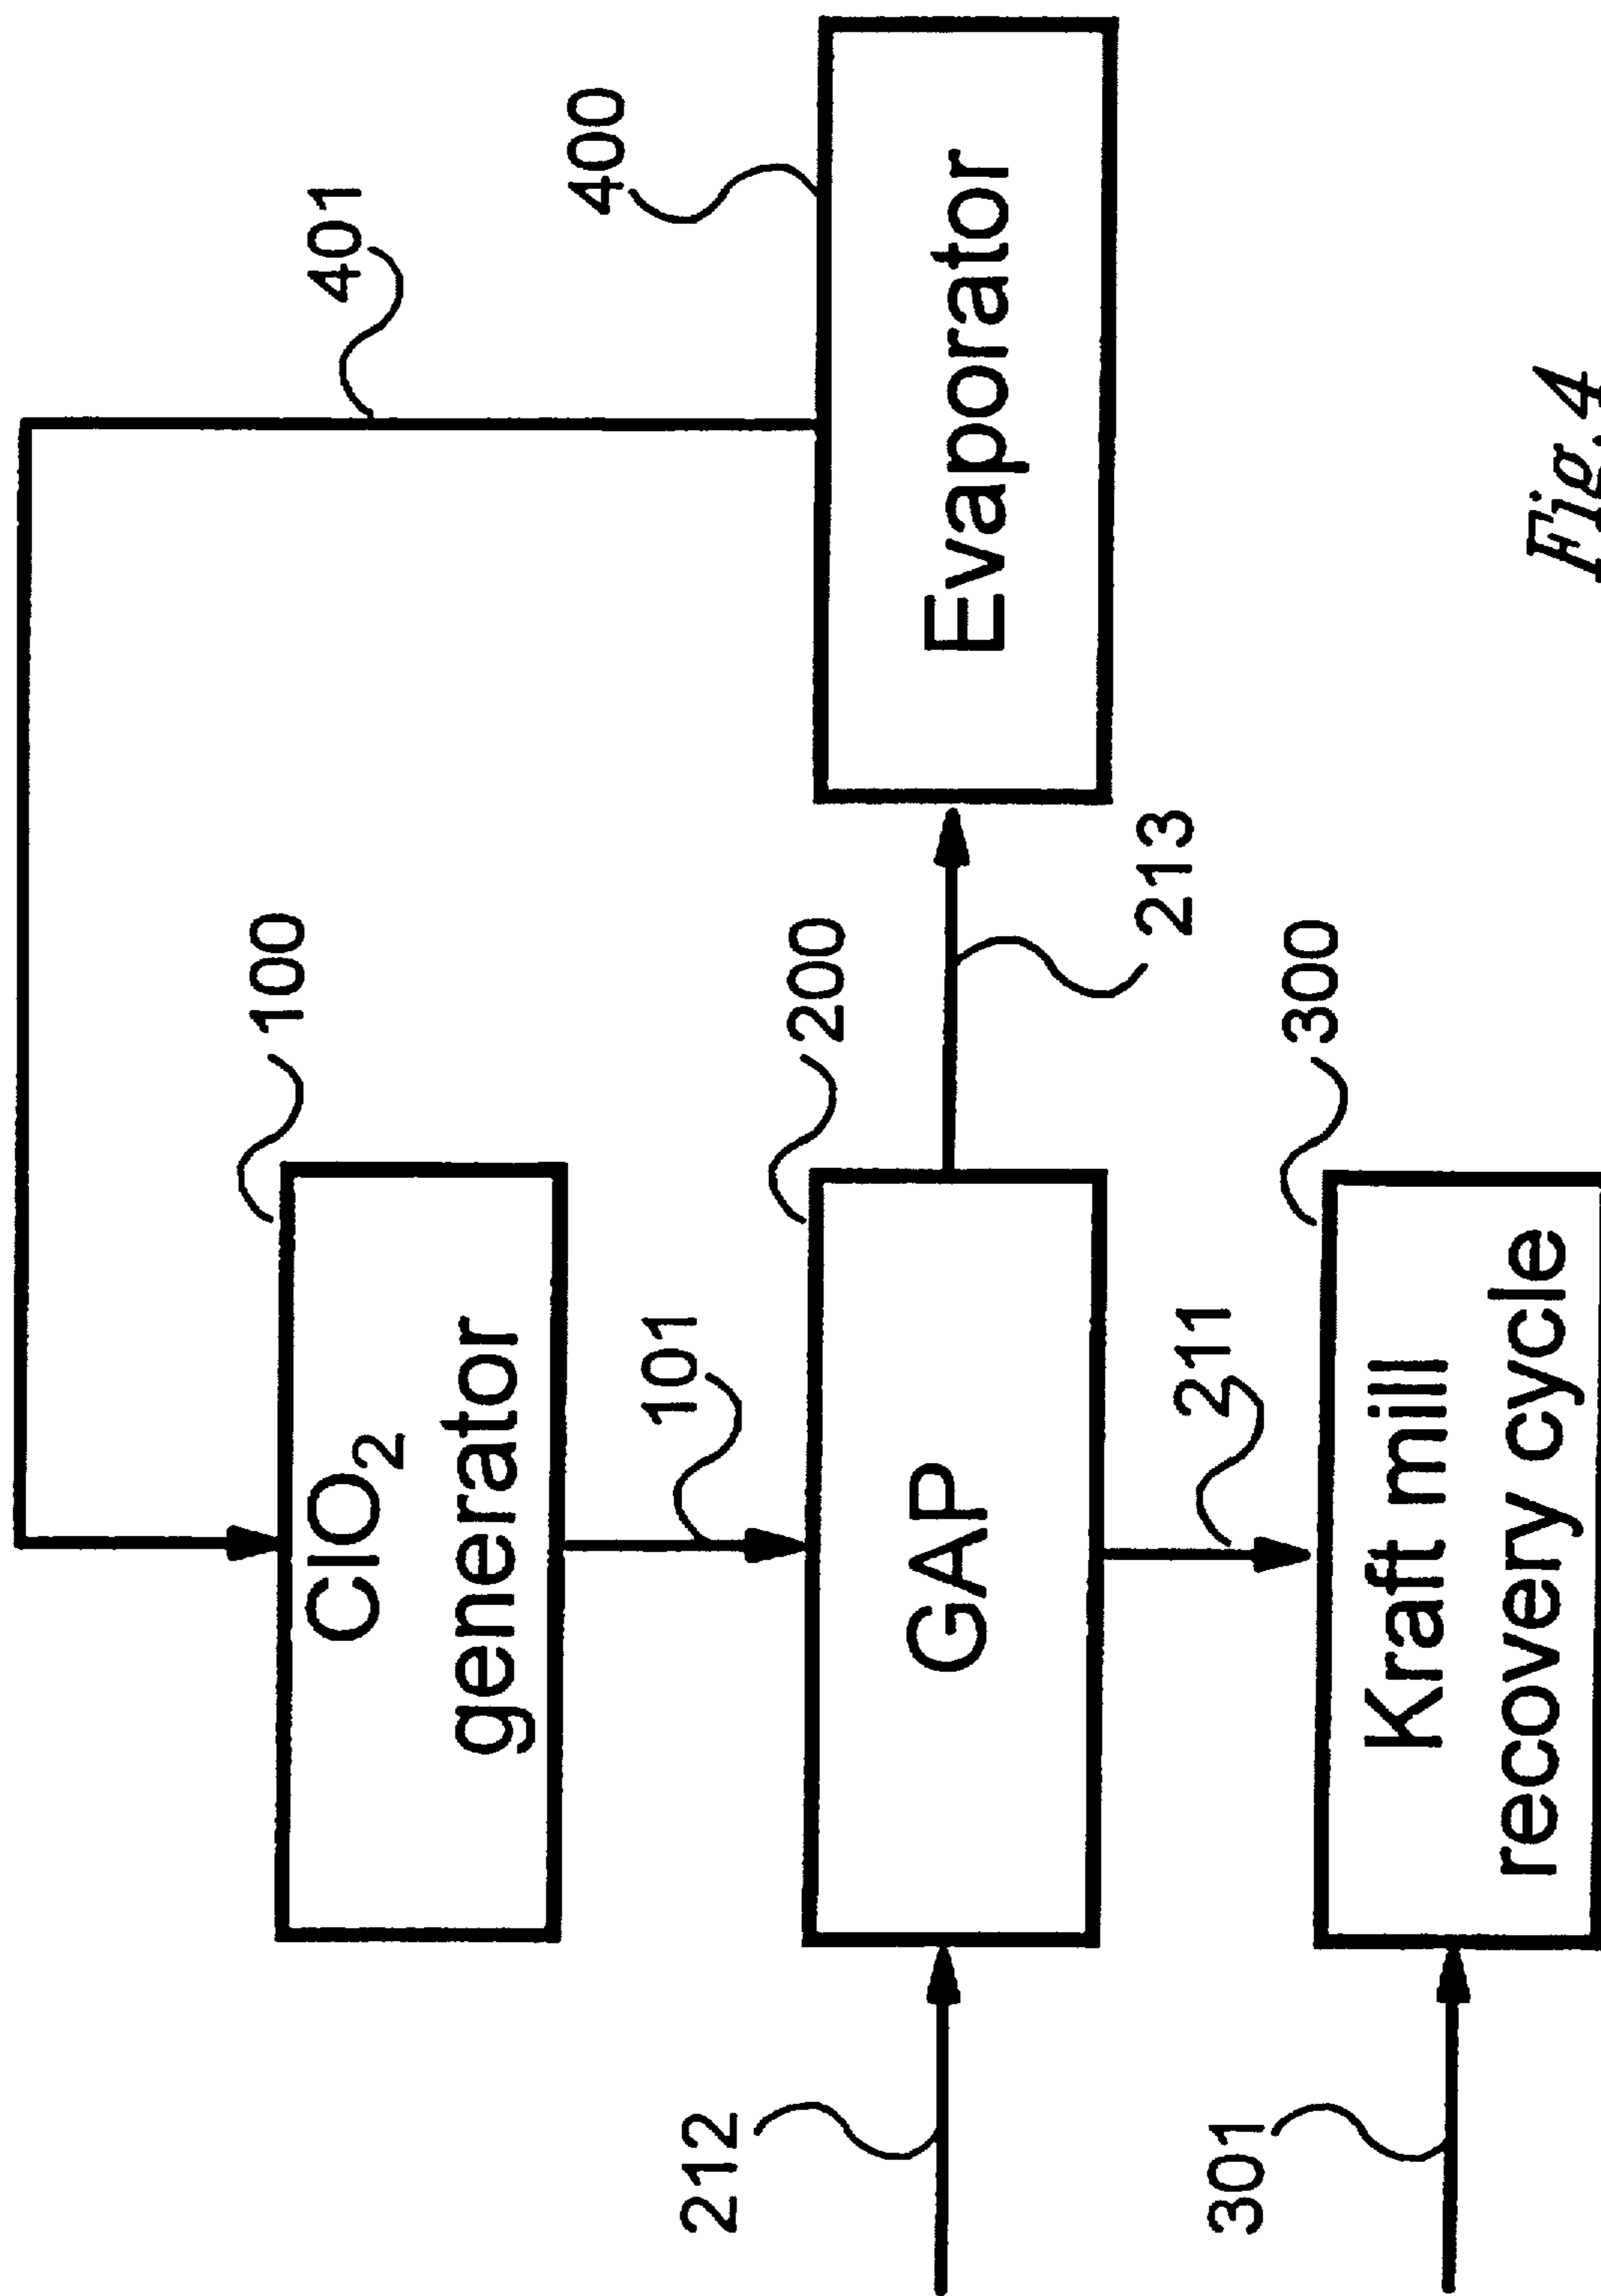 401
400
100
ClO₂
generator
Evaporator
101
200
GAP
213
212
211
300
Kraft mill
recovery cycle
301
Fig.4